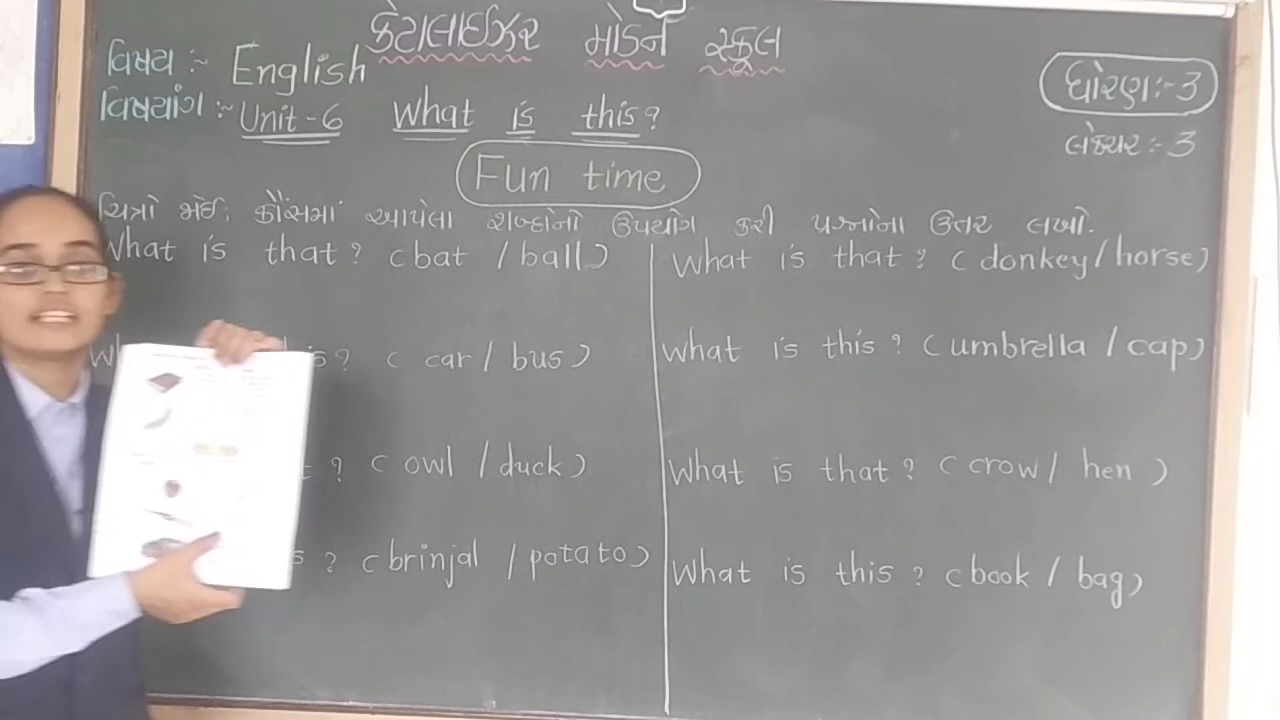 કેટલાઈઝર મોડર્ન સ્કૂલ
વિષય :- English
ધોરણ :- 3
વિષયાંગ :- Unit-6 What is this?
લેક્ચર :- 3
Fun time
ચિત્રો જોઈ, કૌંસમાં આપેલા શબ્દોનો ઉપયોગ કરી પ્રશ્નોના ઉત્તર લખો.
What is that? (bat / ball)
is? ( car / bus )
? ( owl / duck )
s ? (brinjal / potato)
What is that? ( donkey/horse)
What is this? (umbrella / cap)
What is that? ( crow/ hen )
What is this ? (book / bag)